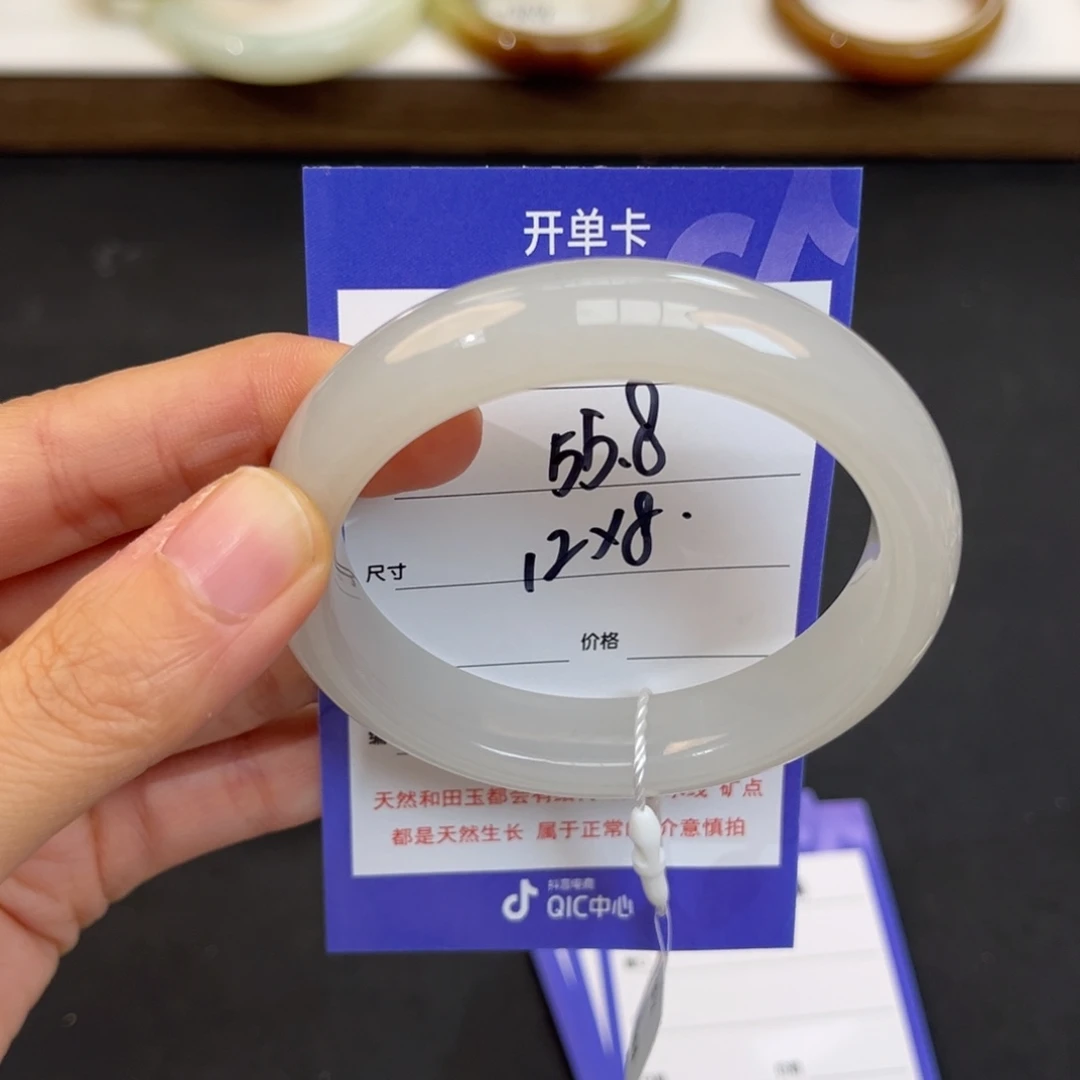 开单卡
55.8
12×8.
尺寸
价格
天然和田玉都会有 矿点
都是天然生长 属于正常 介意慎拍
抖音电商
QIC中心